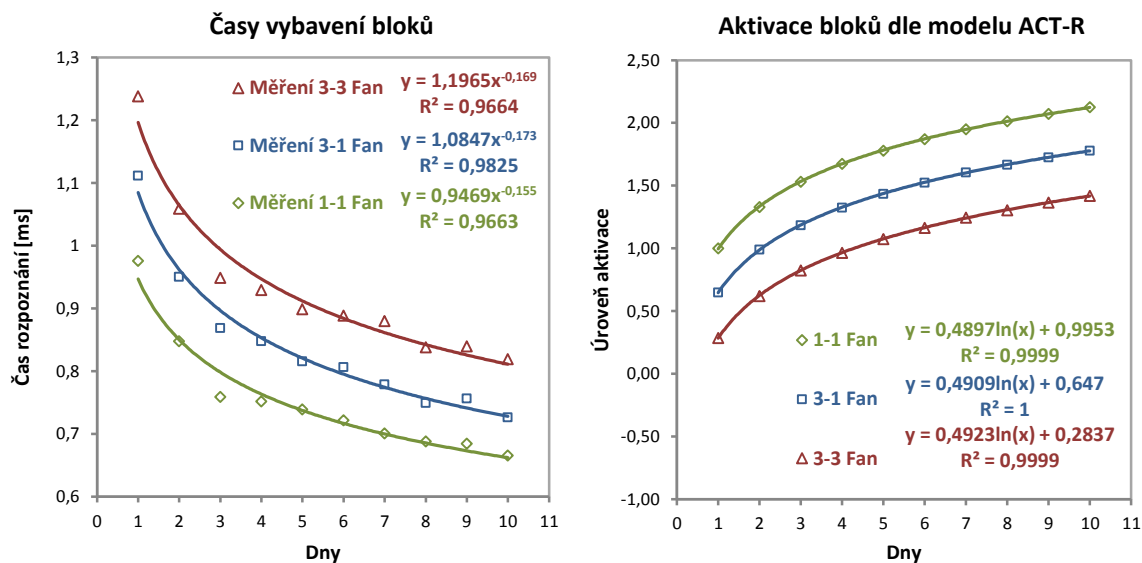 Časy vybavení bloků
1,3
1,2
1,1
1
0,9
0,8
0,7
0,6
Čas rozpoznání [ms]
Měření 3-3 Fan y = 1,1965x^-0,169
R² = 0,9664
Měření 3-1 Fan y = 1,0847x^-0,173
R² = 0,9825
Měření 1-1 Fan y = 0,9469x^-0,155
R² = 0,9663
0 1 2 3 4 5 6 7 8 9 10 11
Dny
Aktivace bloků dle modelu ACT-R
2,50
2,00
1,50
1,00
0,50
0,00
-0,50
-1,00
Úroveň aktivace
1-1 Fan y = 0,4897ln(x) + 0,9953
R² = 0,9999
3-1 Fan y = 0,4909ln(x) + 0,647
R² = 1
3-3 Fan y = 0,4923ln(x) + 0,2837
R² = 0,9999
0 1 2 3 4 5 6 7 8 9 10 11
Dny